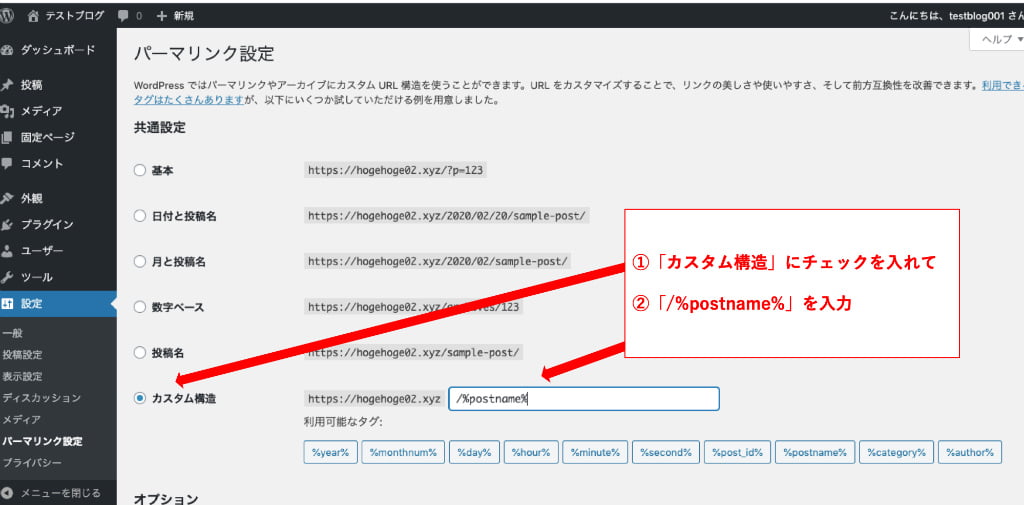 テストブログ 0 新規 こんにちは、testblog001 さん
ヘルプ
ダッシュボード
投稿
メディア
固定ページ
コメント
外観
プラグイン
ユーザー
ツール
設定
一般
投稿設定
表示設定
ディスカッション
メディア
パーマリンク設定
プライバシー
メニューを閉じる
パーマリンク設定
WordPress ではパーマリンクやアーカイブにカスタム URL 構造を使うことができます。URL をカスタマイズすることで、リンクの美しさや使いやすさ、そして前方互換性を改善できます。利用でき
タグはたくさんありますが、以下にいくつか試していただける例を用意しました。
共通設定
基本 https://hogehoge02.xyz/?p=123
日付と投稿名 https://hogehoge02.xyz/2020/02/20/sample-post/
月と投稿名 https://hogehoge02.xyz/2020/02/sample-post/
数字ベース https://hogehoge02.xyz/archives/123
投稿名 https://hogehoge02.xyz/sample-post/
カスタム構造 https://hogehoge02.xyz /%postname%
利用可能なタグ:
%year% %monthnum% %day% %hour% %minute% %second% %post_id% %postname% %category% %author%
オプション
①「カスタム構造」にチェックを入れて
②「/%postname%」を入力